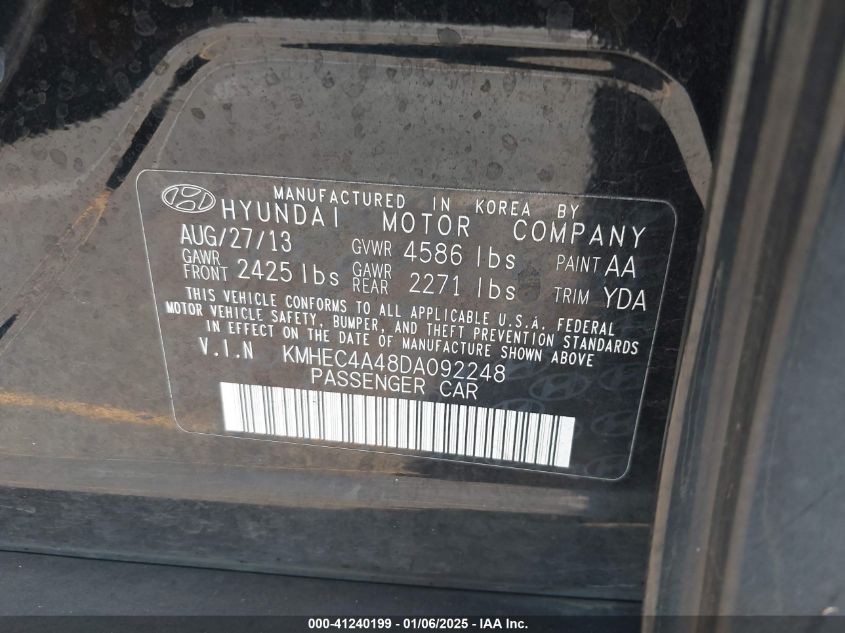 MANUFACTURED IN KOREA BY
HYUNDAI MOTOR COMPANY
AUG/27/13 GVWR 4586 lbs PAINT AA
GAWR FRONT 2425 lbs GAWR REAR 2271 lbs TRIM YDA
THIS VEHICLE CONFORMS TO ALL APPLICABLE U.S.A. FEDERAL
MOTOR VEHICLE SAFETY, BUMPER, AND THEFT PREVENTION STANDARDS
IN EFFECT ON THE DATE OF MANUFACTURE SHOWN ABOVE
V.I.N KMHEC4A48DA092248
PASSENGER CAR
000-41240199 - 01/06/2025 - IAA Inc.